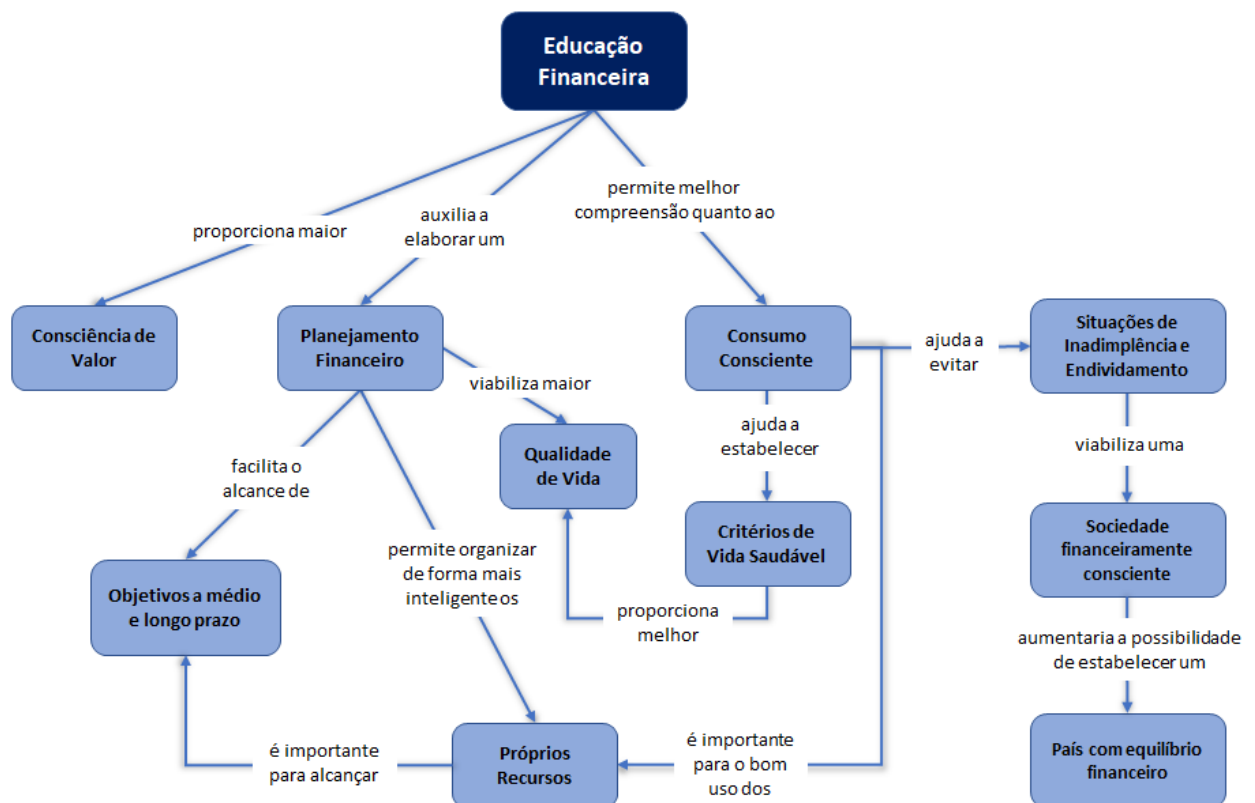 Educação
Financeira
permite melhor
compreensão quanto ao
auxilia a
elaborar um
proporciona maior
Consciência de
Valor
Planejamento
Financeiro
Consumo
Consciente
ajuda a
evitar
Situações de
Inadimplência e
Endividamento
viabiliza maior
ajuda a
estabelecer
viabiliza uma
Qualidade
de Vida
facilita o
alcance de
Critérios de
Vida Saudável
Sociedade
financeiramente
consciente
permite organizar
de forma mais
inteligente os
Objetivos a médio
e longo prazo
proporciona
melhor
aumentaria a possibilidade
de estabelecer um
é importante
para alcançar
Próprios
Recursos
é importante
para o bom
uso dos
País com equilíbrio
financeiro